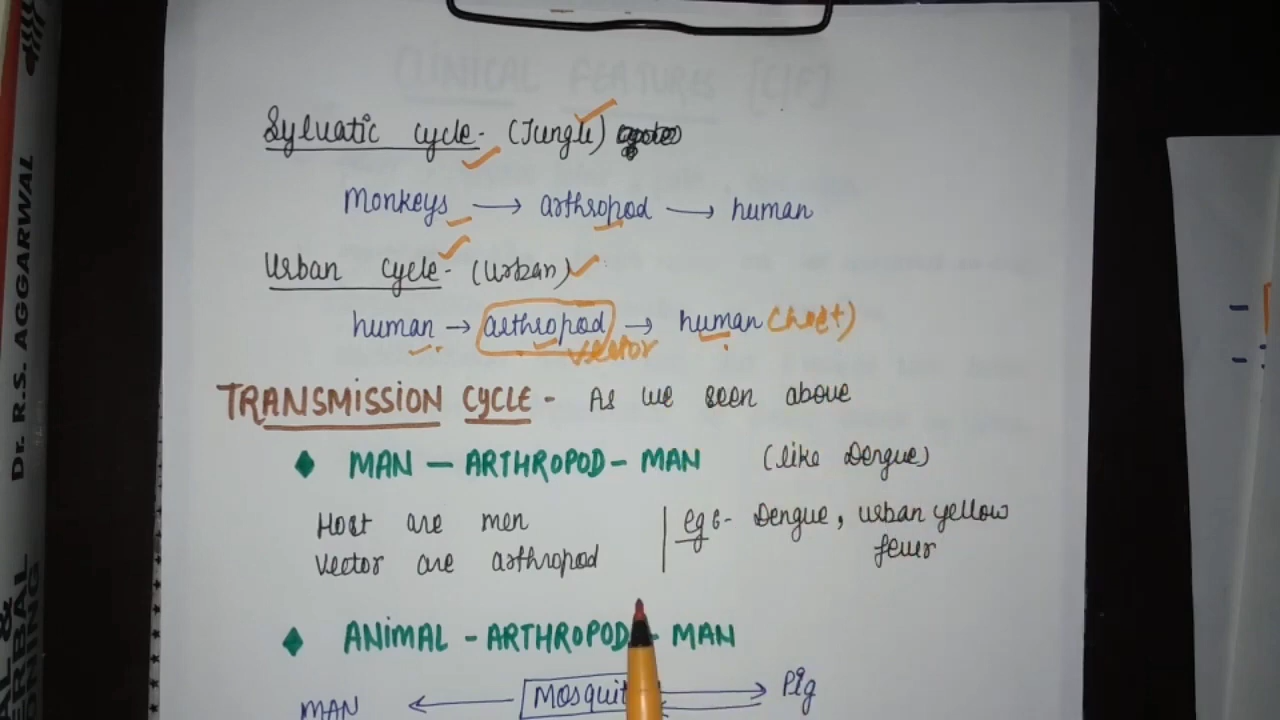 CLINICAL FEATURES [C/F]
Sylvatic cycle - (Jungle)
Monkeys → arthropod → human
Urban cycle - (Urban)
human → arthropod → human (host)
vector
TRANSMISSION CYCLE - As we seen above
MAN - ARTHROPOD - MAN (like Dengue)
Host are men
Vector are arthropod
eg:- Dengue, urban yellow
fever
ANIMAL - ARTHROPOD - MAN
MAN ← Pig
Dr. R.S. AGGARWAL